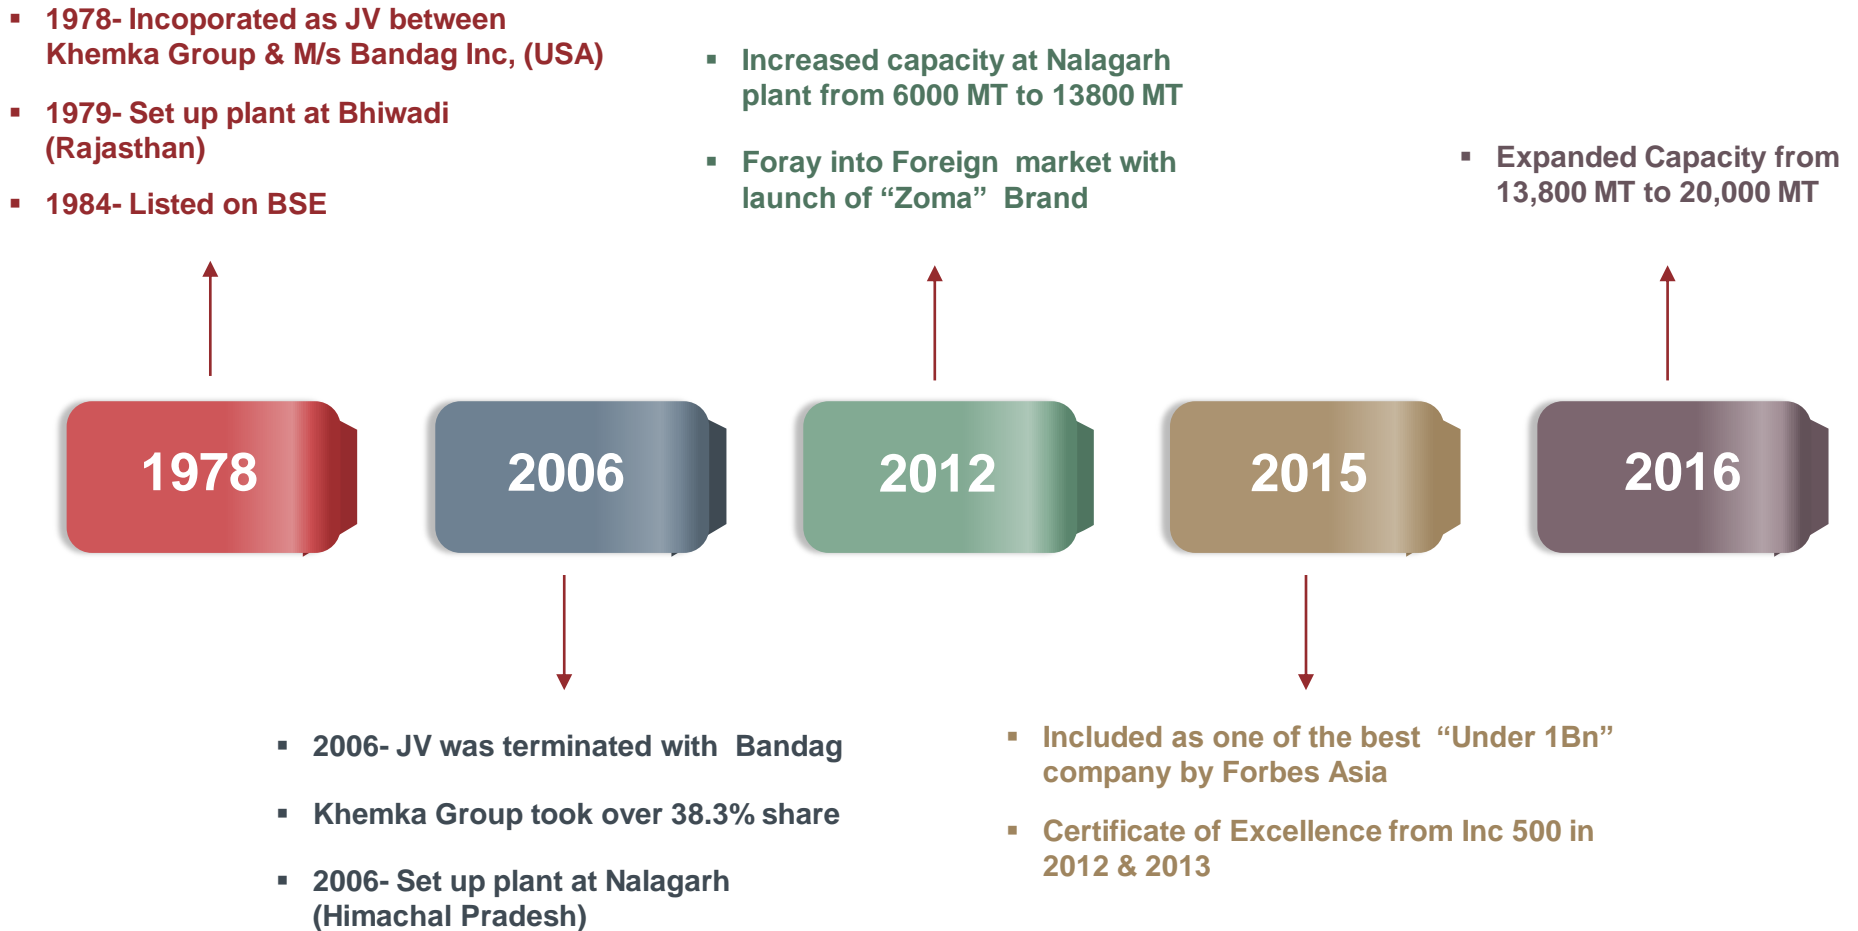 ▪ 1978- Incoporated as JV between
Khemka Group & M/s Bandag Inc, (USA)
▪ 1979- Set up plant at Bhiwadi
(Rajasthan)
▪ 1984- Listed on BSE
▪ Increased capacity at Nalagarh
plant from 6000 MT to 13800 MT
▪ Foray into Foreign market with
launch of “Zoma” Brand
▪ Expanded Capacity from
13,800 MT to 20,000 MT
1978
2006
2012
2015
2016
▪ 2006- JV was terminated with Bandag
▪ Khemka Group took over 38.3% share
▪ 2006- Set up plant at Nalagarh
(Himachal Pradesh)
▪ Included as one of the best “Under 1Bn”
company by Forbes Asia
▪ Certificate of Excellence from Inc 500 in
2012 & 2013